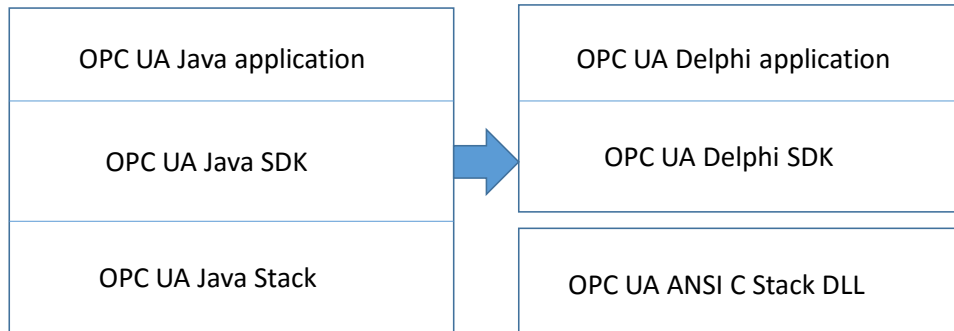 OPC UA Java application
OPC UA Java SDK
OPC UA Java Stack
OPC UA Delphi application
OPC UA Delphi SDK
OPC UA ANSI C Stack DLL